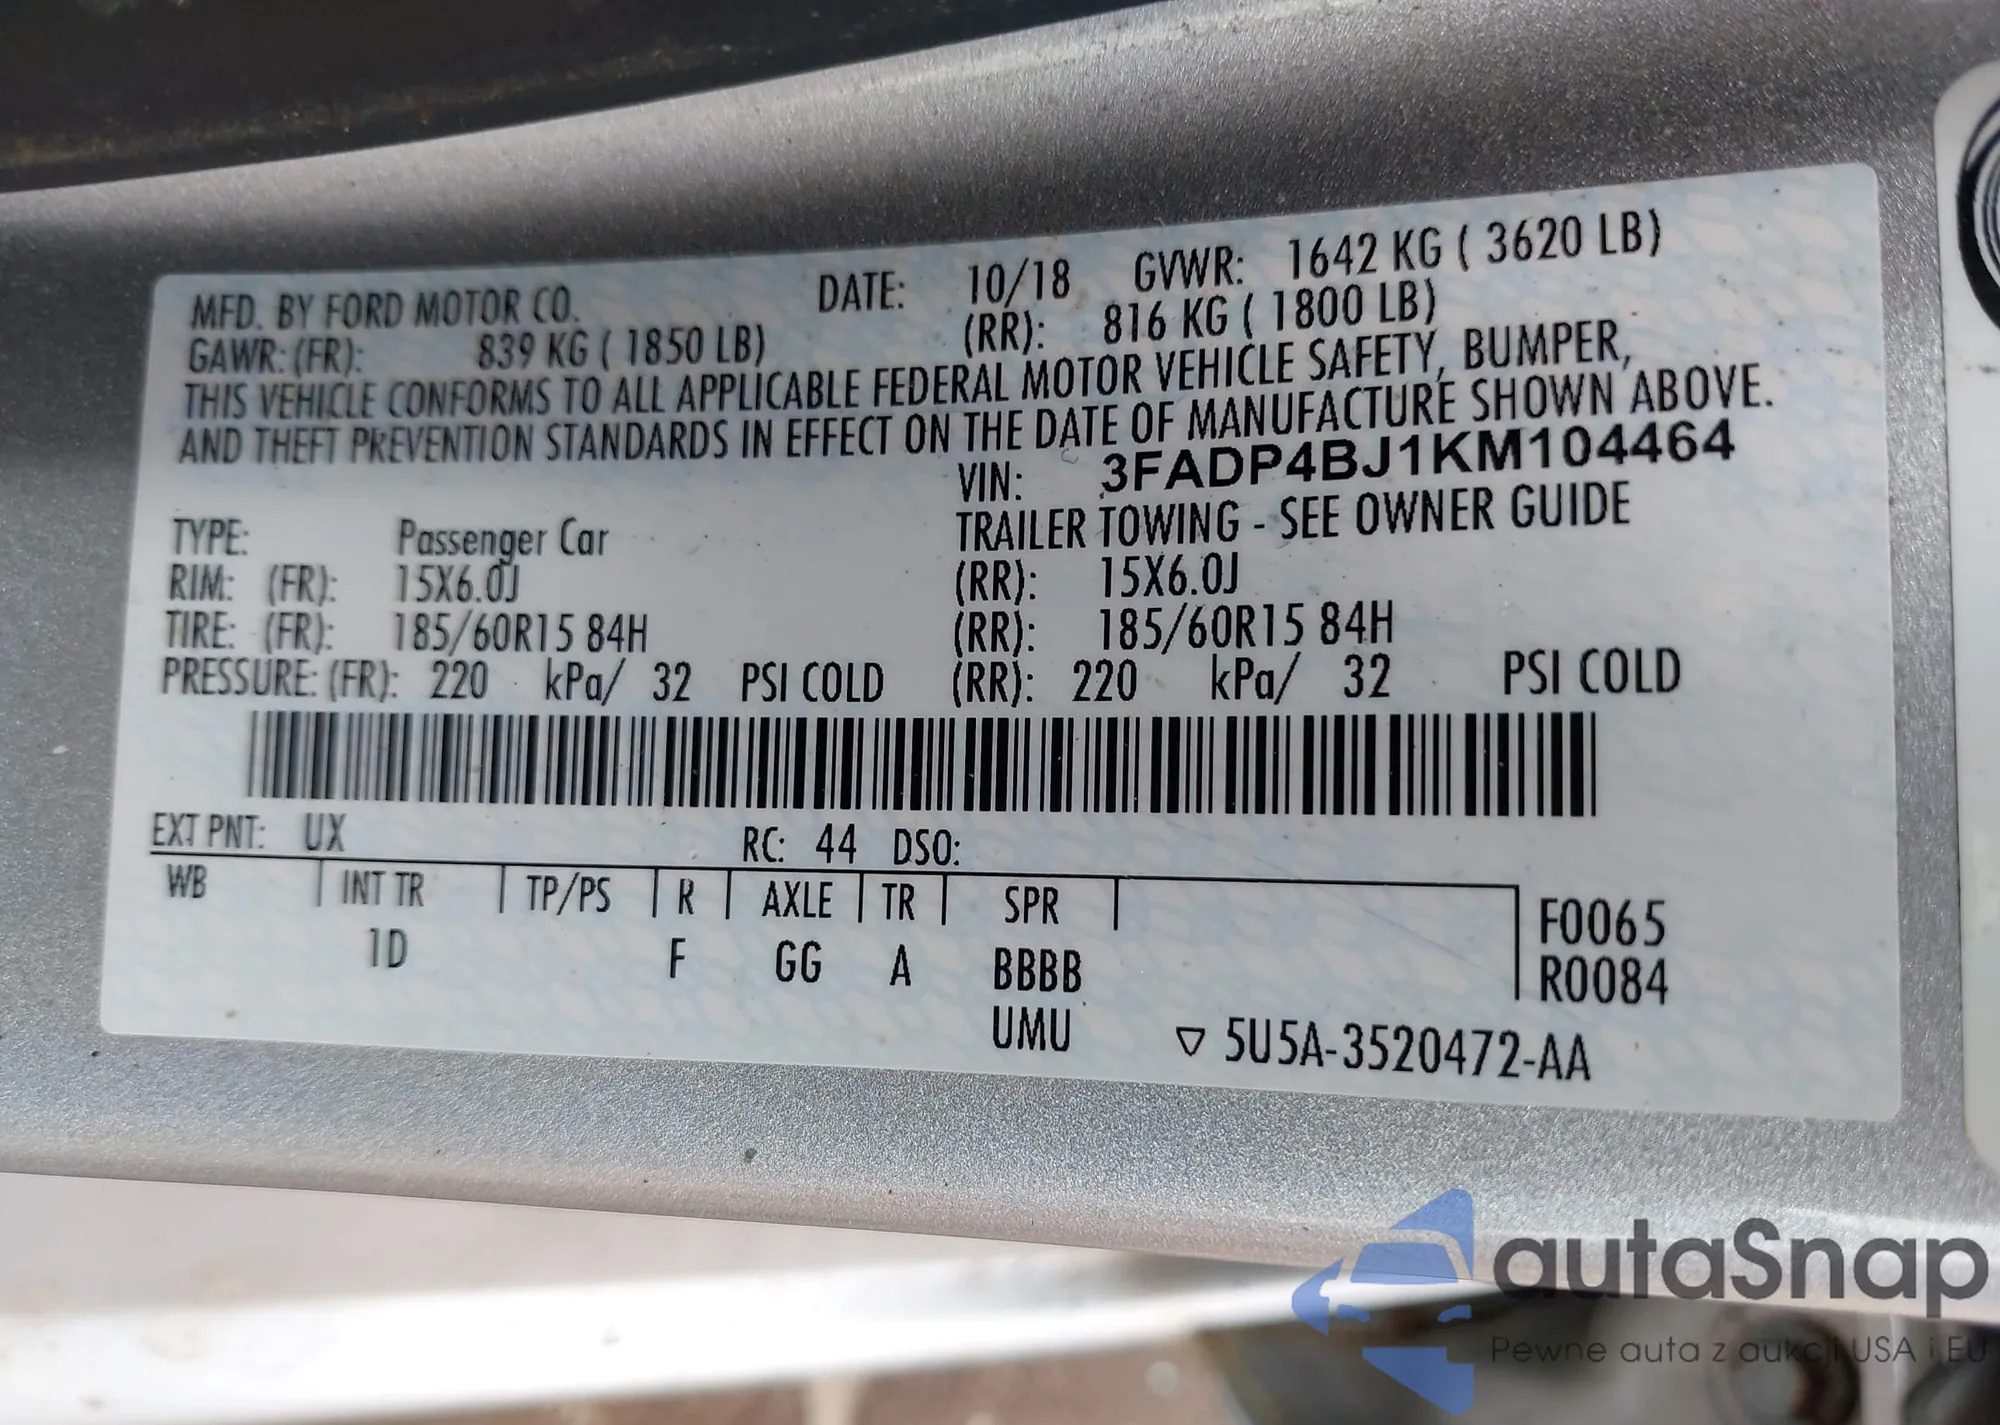 MFD. BY FORD MOTOR CO. DATE: 10/18 GVWR: 1642 KG ( 3620 LB)
GAWR: (FR): 839 KG ( 1850 LB) (RR): 816 KG ( 1800 LB)
THIS VEHICLE CONFORMS TO ALL APPLICABLE FEDERAL MOTOR VEHICLE SAFETY, BUMPER,
AND THEFT PREVENTION STANDARDS IN EFFECT ON THE DATE OF MANUFACTURE SHOWN ABOVE.
VIN: 3FADP4BJ1KM104464
TYPE: Passenger Car TRAILER TOWING - SEE OWNER GUIDE
RIM: (FR): 15X6.0J (RR): 15X6.0J
TIRE: (FR): 185/60R15 84H (RR): 185/60R15 84H
PRESSURE: (FR): 220 kPa/ 32 PSI COLD (RR): 220 kPa/ 32 PSI COLD
EXT PNT: UX RC: 44 DSO:
WB INT TR TP/PS R AXLE TR SPR F0065
1D F GG A BBBB R0084
UMU ▽ 5U5A-3520472-AA
autaSnap
Pewne auta z aukcji USA i EU